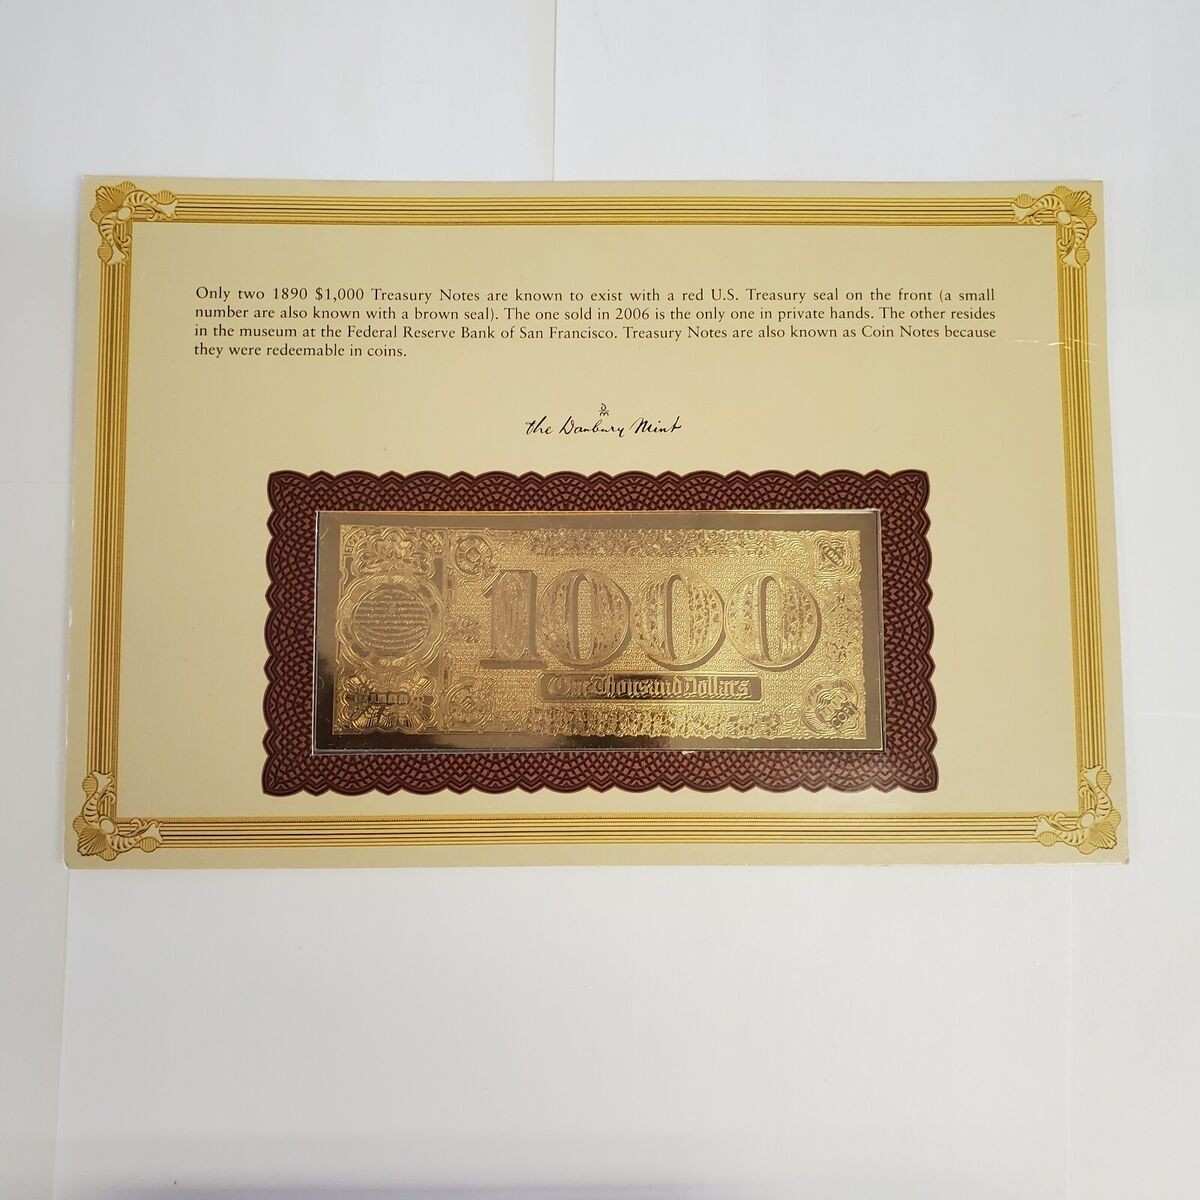 Only two 1890 $1,000 Treasury Notes are known to exist with a red U.S. Treasury seal on the front (a small
number are also known with a brown seal). The one sold in 2006 is the only one in private hands. The other resides
in the museum at the Federal Reserve Bank of San Francisco. Treasury Notes are also known as Coin Notes because
they were redeemable in coins.
the Danbury Mint
1000
One Thousand Dollars